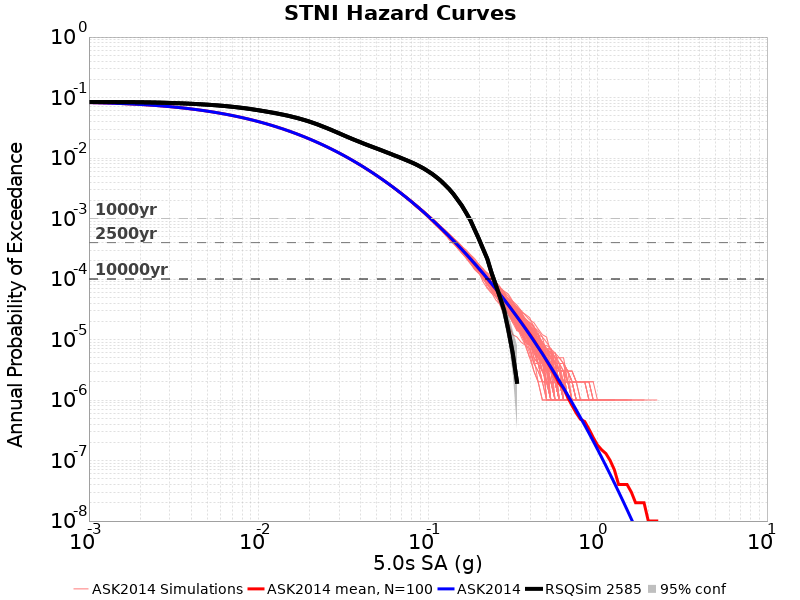 STNI Hazard Curves
Annual Probability of Exceedance
10^0
10^-1
10^-2
10^-3
10^-4
10^-5
10^-6
10^-7
10^-8
1000yr
2500yr
10000yr
10^-3 10^-2 10^-1 10^0 10^1
5.0s SA (g)
ASK2014 Simulations ASK2014 mean, N=100 ASK2014 RSQSim 2585 95% conf